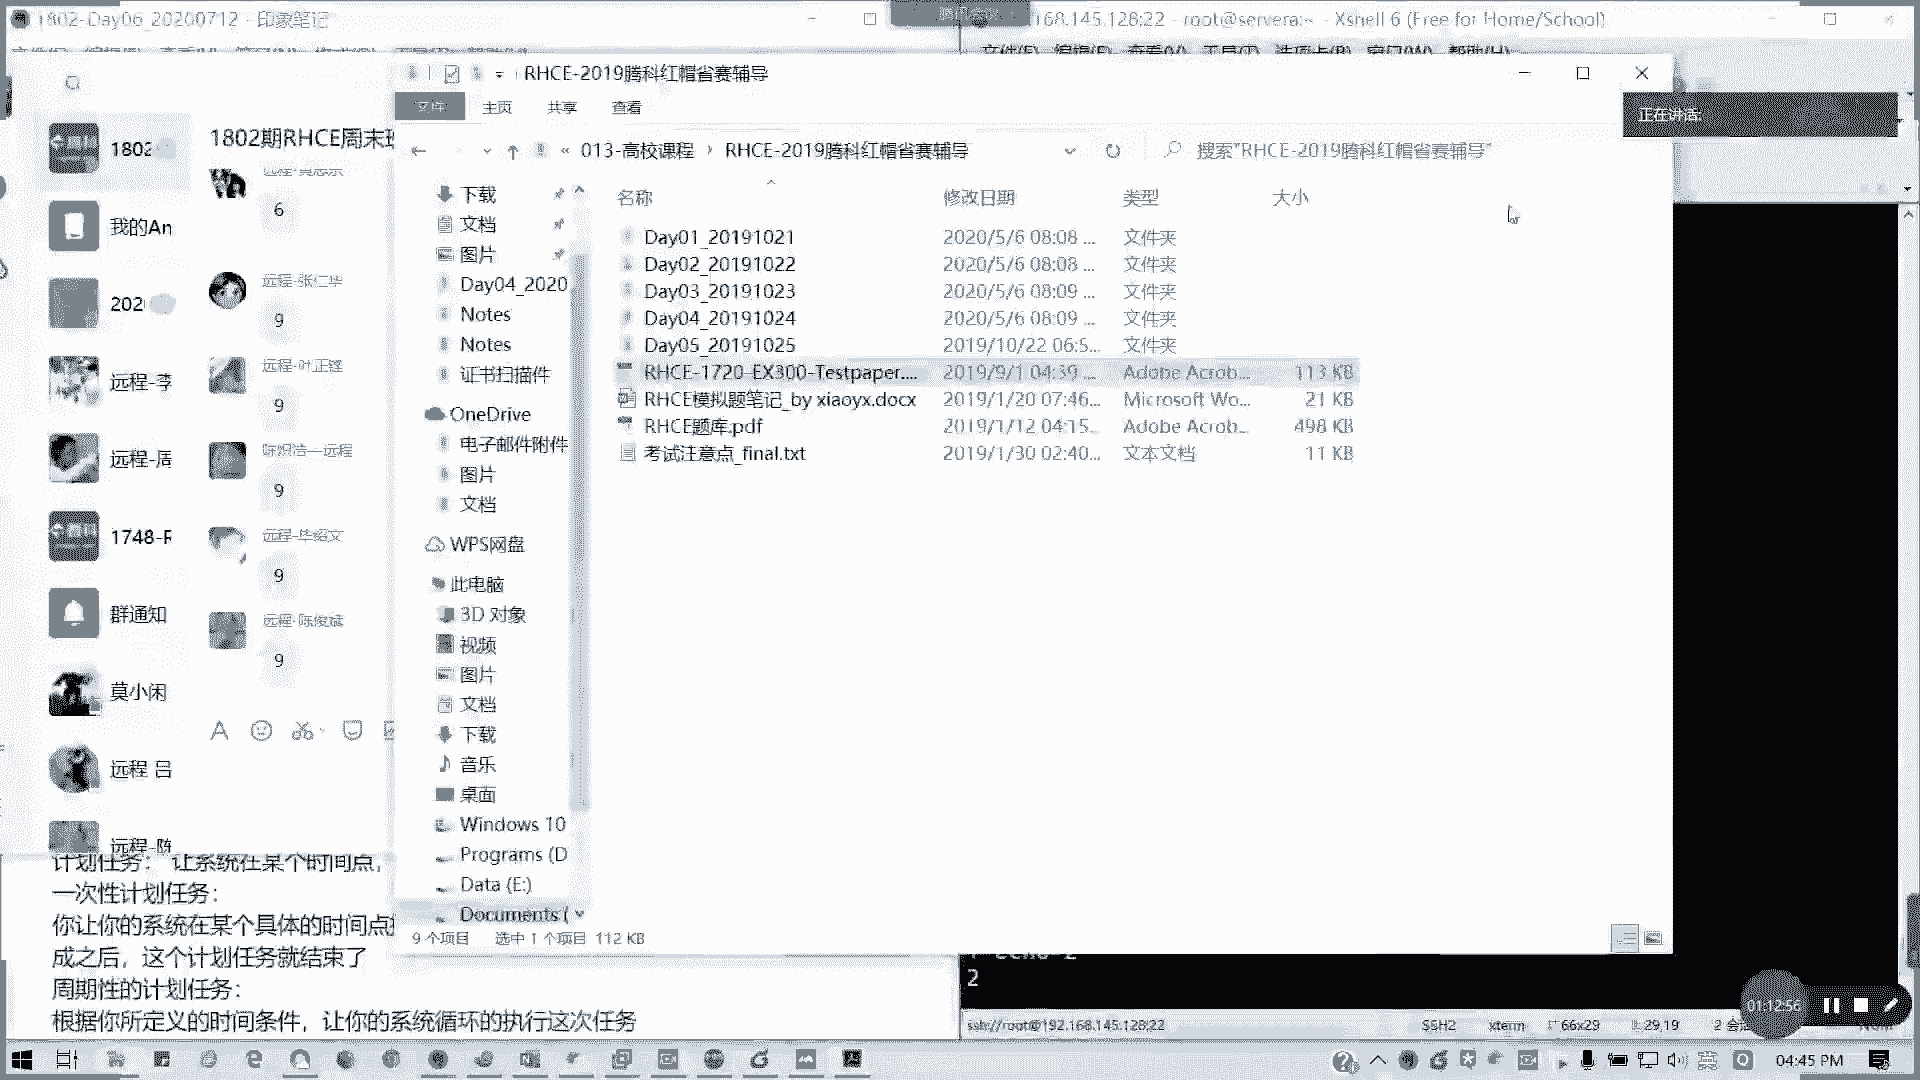 1802-Day06_20200712 - 印象笔记
腾讯会议
168.145.128:22 - root@servera:~ - Xshell 6 (Free for Home/School)
文件(F) 编辑(E) 查看(V) 工具(T) 选项卡(B) 窗口(W) 帮助(H)
RHCE-2019腾科红帽省赛辅导
文件 主页 共享 查看
正在讲话:
« 013-高校课程 › RHCE-2019腾科红帽省赛辅导
搜索"RHCE-2019腾科红帽省赛辅导"
1802
我的An
202
远程-李
远程-周
1748-F
群通知
莫小闲
远程 吕
远程-陈
1802期RHCE周末班
6
远程-张仁华
9
远程-叶正铎
9
9
远程-毕绍文
9
远程-陈俊斌
9
下载
文档
图片
Day04_2020
Notes
Notes
证书扫描件
OneDrive
电子邮件附件
图片
文档
WPS网盘
此电脑
3D 对象
视频
图片
文档
下载
音乐
桌面
Windows 10
Programs (D
Data (E:)
Documents (
名称 修改日期 类型 大小
Day01_20191021 2020/5/6 08:08 ... 文件夹
Day02_20191022 2020/5/6 08:08 ... 文件夹
Day03_20191023 2020/5/6 08:09 ... 文件夹
Day04_20191024 2020/5/6 08:09 ... 文件夹
Day05_20191025 2019/10/22 06:5... 文件夹
RHCE-1720-EX300-Testpaper.... 2019/9/1 04:39 ... Adobe Acrob... 113 KB
RHCE模拟题笔记_by xiaoyx.docx 2019/1/20 07:46... Microsoft Wo... 21 KB
RHCE题库.pdf 2019/1/12 04:15... Adobe Acrob... 498 KB
考试注意点_final.txt 2019/1/30 02:40... 文本文档 11 KB
9 个项目 选中 1 个项目 112 KB
计划任务： 让系统在某个时间点，
一次性计划任务：
你让你的系统在某个具体的时间点
成之后，这个计划任务就结束了
周期性的计划任务：
根据你所定义的时间条件，让你的系统循环的执行这次任务
2
01:12:56
ssh://root@192.168.145.128:22 SSH2 xterm 66x29 29,19 2 会
04:45 PM